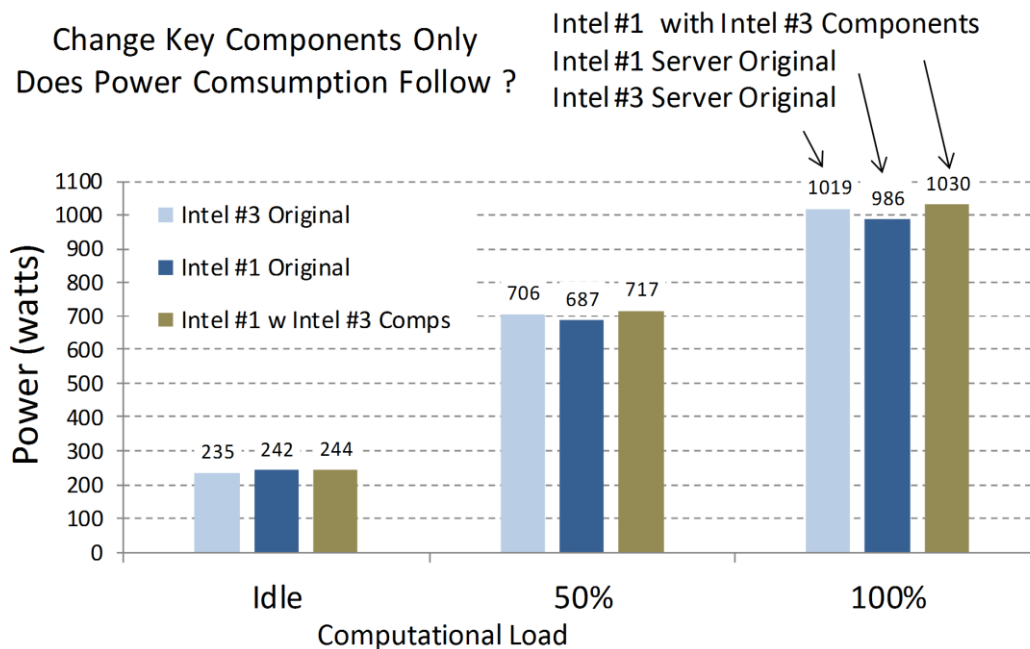 Change Key Components Only
Does Power Comsumption Follow ?
Intel #1 with Intel #3 Components
Intel #1 Server Original
Intel #3 Server Original
Power (watts)
1100
1000
900
800
700
600
500
400
300
200
100
0
Intel #3 Original
Intel #1 Original
Intel #1 w Intel #3 Comps
235 242 244
706 687 717
1019 986 1030
Idle 50% 100%
Computational Load